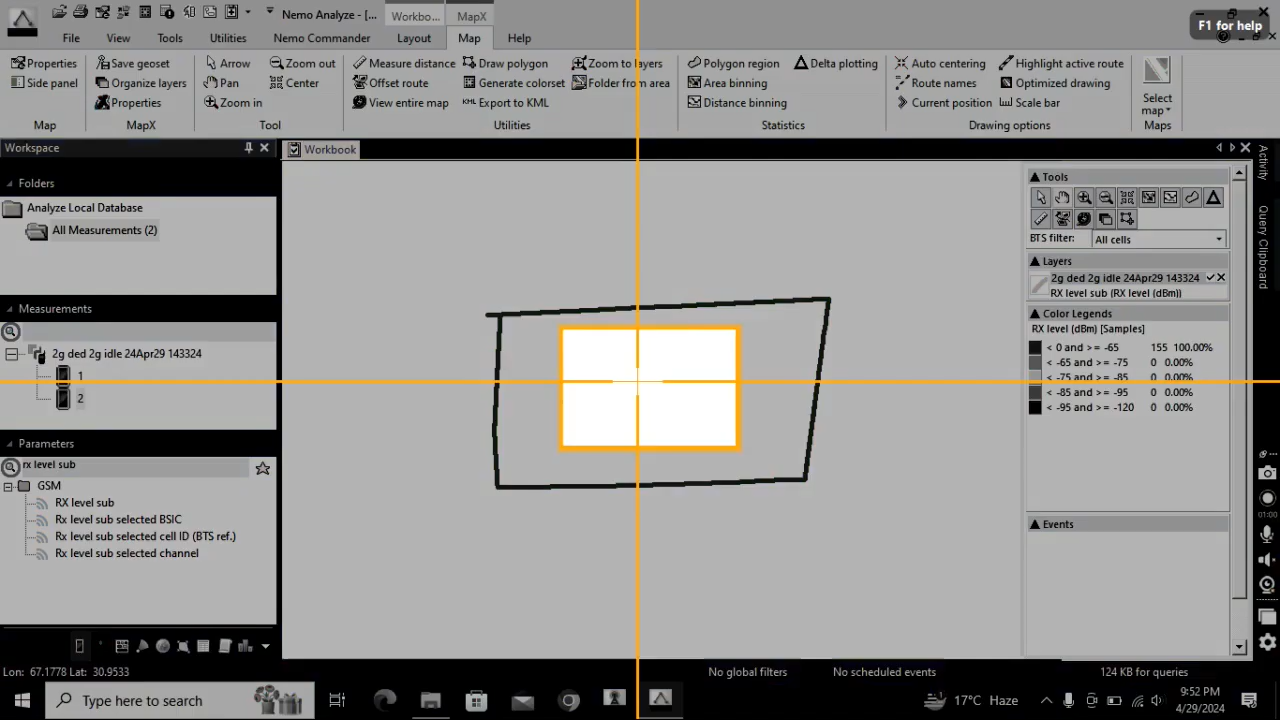 Nemo Analyze - [...
Workbo...
MapX
F1 for help
File
View
Tools
Utilities
Nemo Commander
Layout
Map
Help
Properties
Save geoset
Arrow
Zoom out
Measure distance
Draw polygon
Zoom to layers
Polygon region
Delta plotting
Auto centering
Highlight active route
Side panel
Organize layers
Pan
Center
Offset route
Generate colorset
Folder from area
Area binning
Route names
Optimized drawing
Properties
Zoom in
View entire map
KML Export to KML
Distance binning
Current position
Scale bar
Select map
Map
MapX
Tool
Utilities
Statistics
Drawing options
Maps
Workspace
Workbook
Folders
Analyze Local Database
All Measurements (2)
Measurements
2g ded 2g idle 24Apr29 143324
1
2
Parameters
rx level sub
GSM
RX level sub
Rx level sub selected BSIC
Rx level sub selected cell ID (BTS ref.)
Rx level sub selected channel
Tools
BTS filter: All cells
Layers
2g ded 2g idle 24Apr29 143324
RX level sub (RX level (dBm))
Color Legends
RX level (dBm) [Samples]
< 0 and >= -65 155 100.00%
< -65 and >= -75 0 0.00%
< -75 and >= -85 0 0.00%
< -85 and >= -95 0 0.00%
< -95 and >= -120 0 0.00%
Events
Activity
Query Clipboard
01:00
Lon: 67.1778 Lat: 30.9533
No global filters
No scheduled events
124 KB for queries
Type here to search
17°C Haze
9:52 PM
4/29/2024